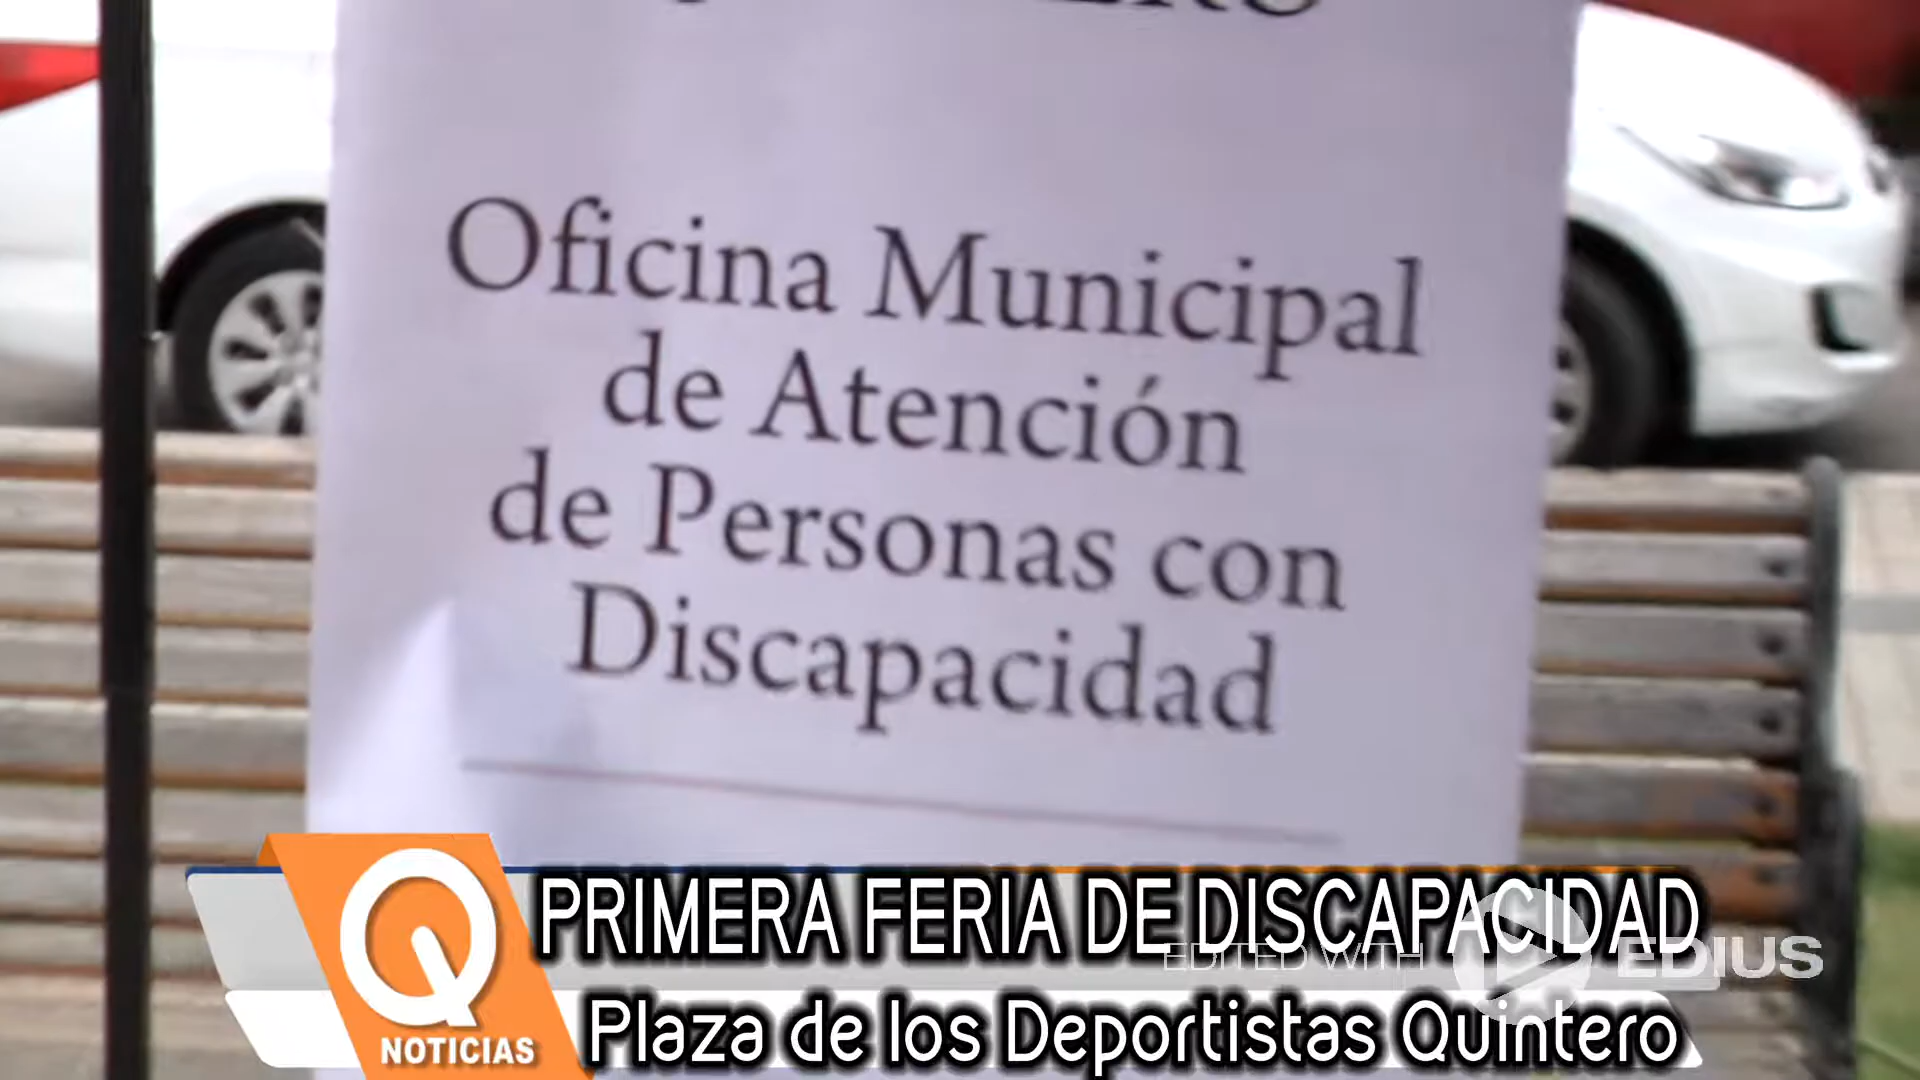 Oficina Municipal
de Atención
de Personas con
Discapacidad
PRIMERA FERIA DE DISCAPACIDAD
EDITED WITH EDIUS
Plaza de los Deportistas Quintero
Q
NOTICIAS